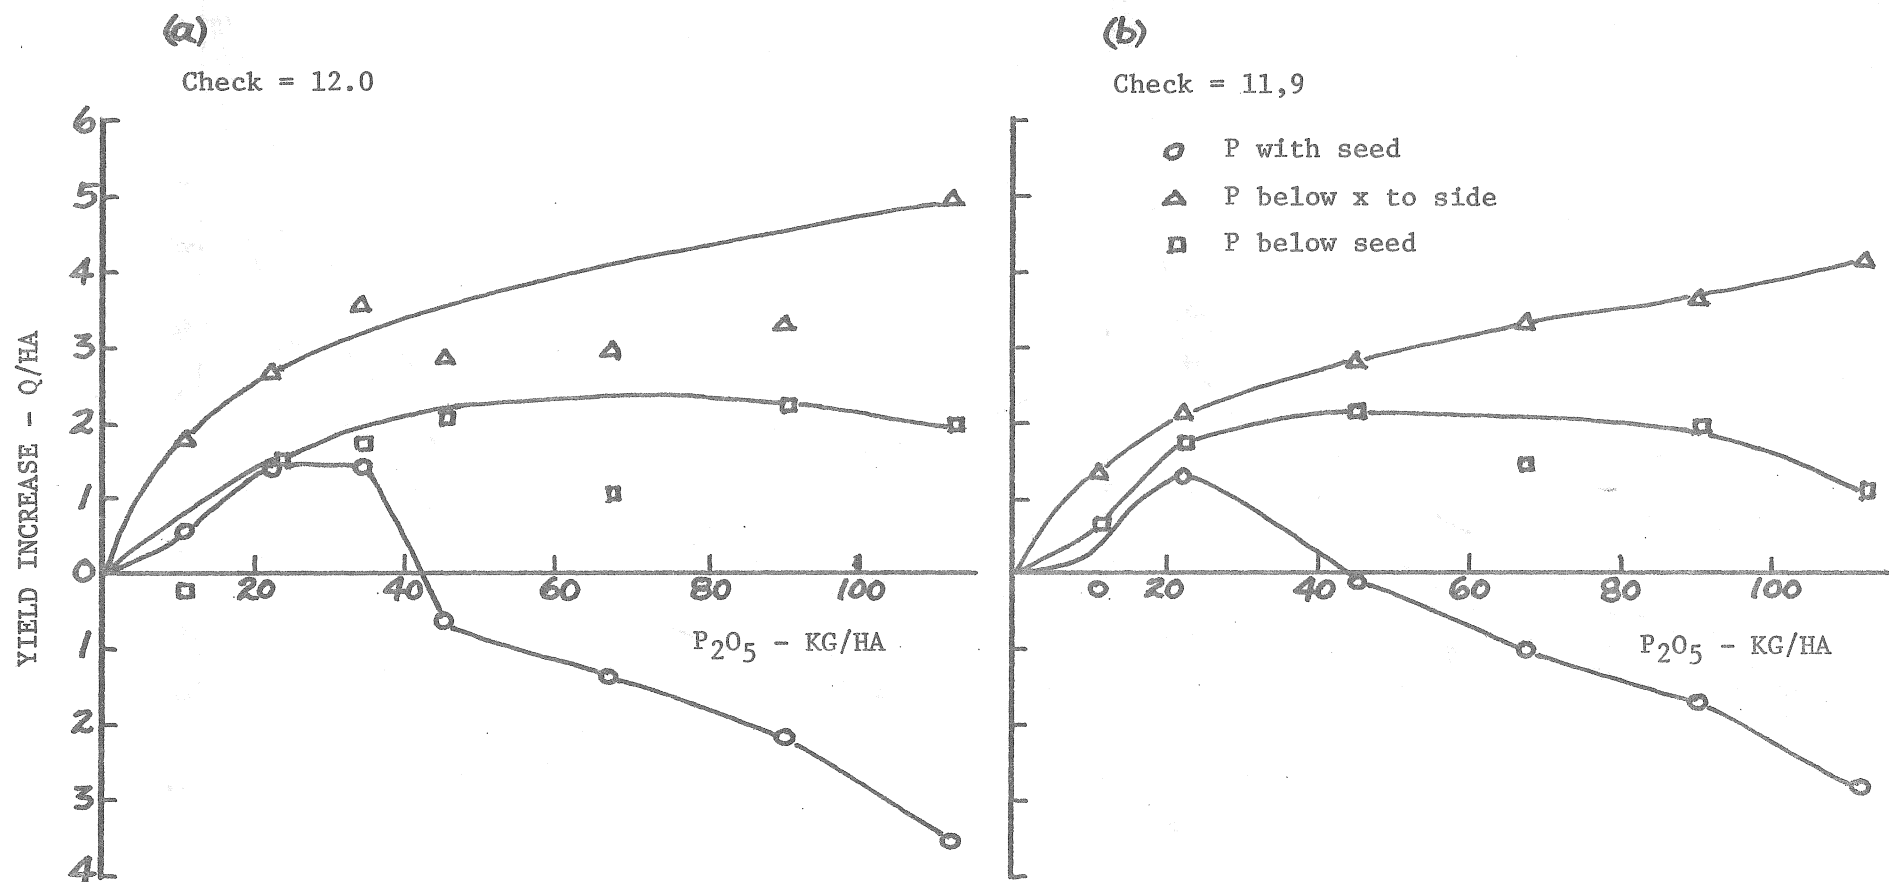 (a)
Check = 12.0
6
5
4
3
2
1
0
1
2
3
4
YIELD INCREASE - Q/HA
20 40 60 80 100
P2O5 - KG/HA
(b)
Check = 11,9
P with seed
P below x to side
P below seed
20 40 60 80 100
P2O5 - KG/HA